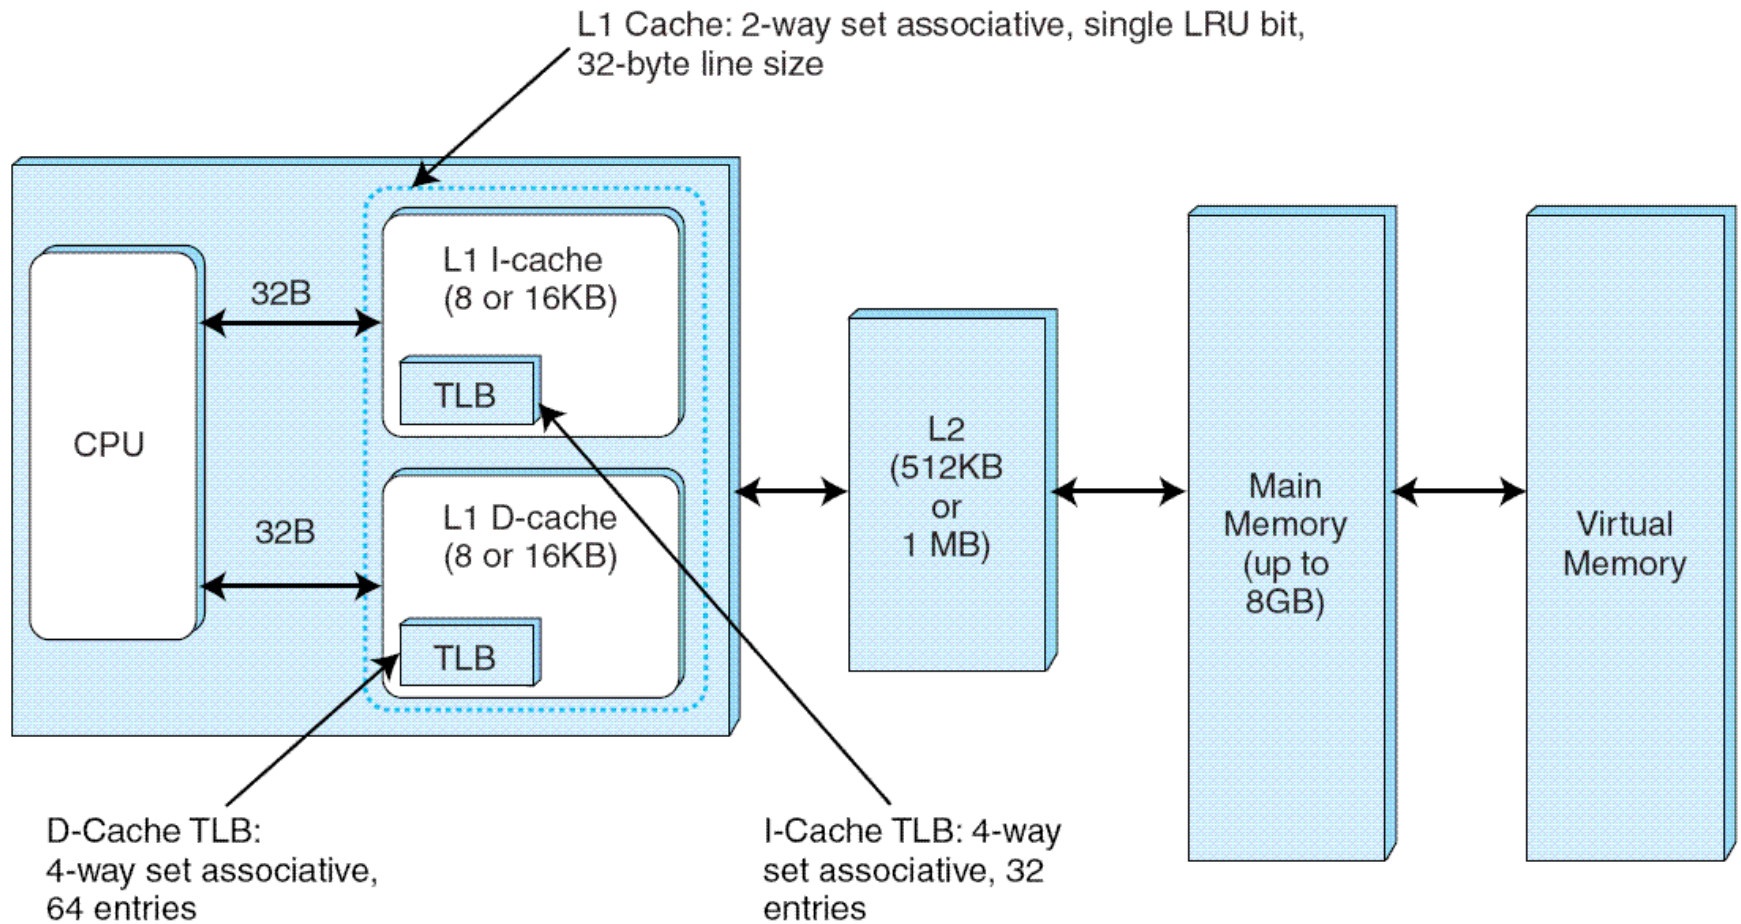 L1 Cache: 2-way set associative, single LRU bit,
32-byte line size
CPU
32B
32B
L1 I-cache
(8 or 16KB)
TLB
L1 D-cache
(8 or 16KB)
TLB
L2
(512KB
or
1 MB)
Main
Memory
(up to
8GB)
Virtual
Memory
D-Cache TLB:
4-way set associative,
64 entries
I-Cache TLB: 4-way
set associative, 32
entries